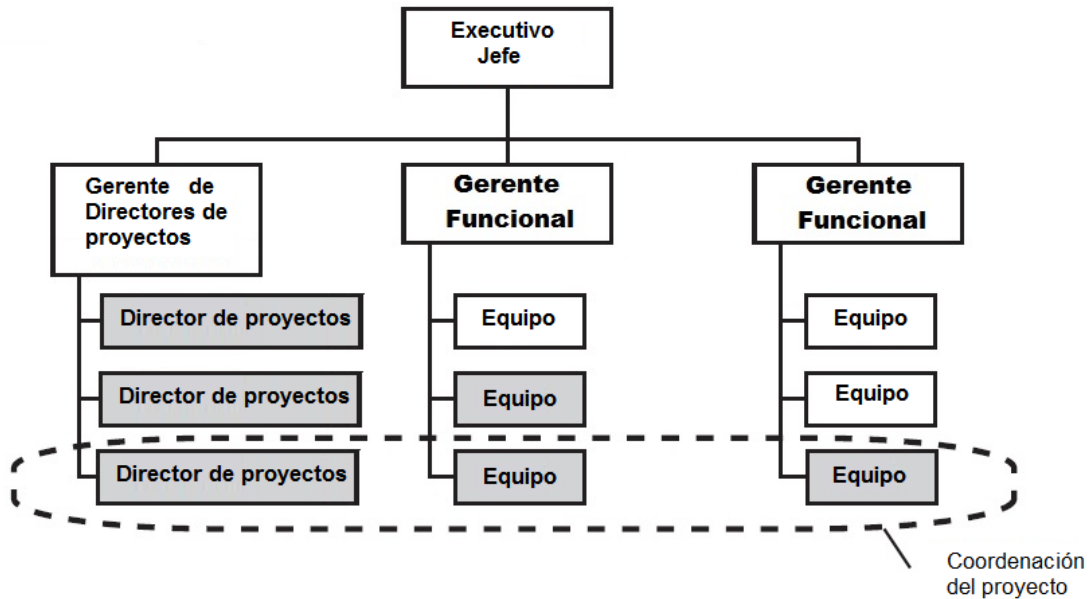 Executivo
Jefe
Gerente de
Directores de
proyectos
Gerente
Funcional
Gerente
Funcional
Director de proyectos
Equipo
Equipo
Director de proyectos
Equipo
Equipo
Director de proyectos
Equipo
Equipo
Coordenación
del proyecto